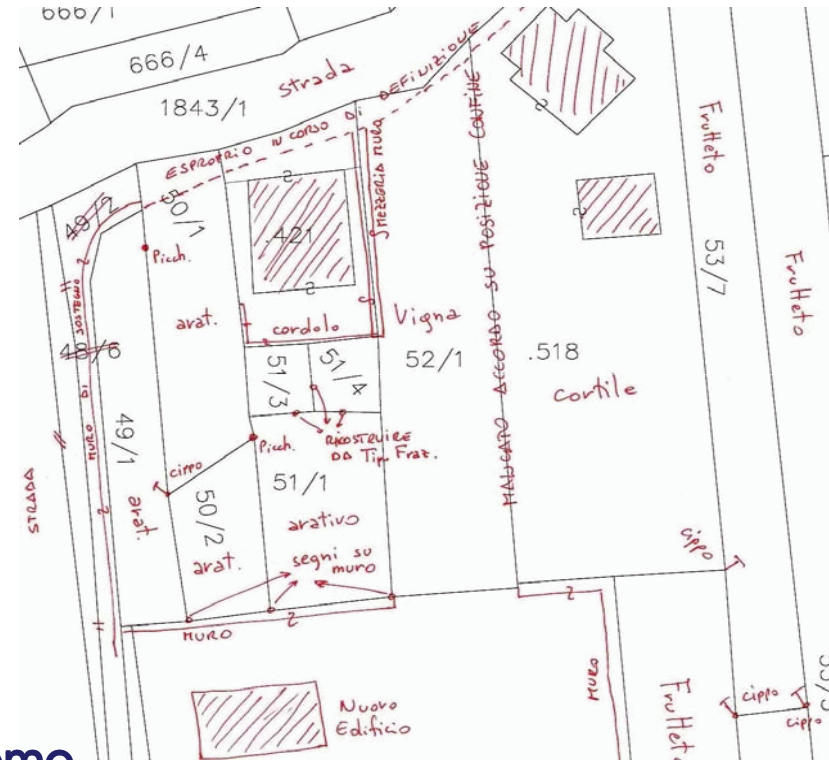 666/1
666/4
strada
1843/1
ESPROPRIO IN CORSO DI DEFINIZIONE
49/2
50/1
Picch.
.421
MEZZERIA MURO
MANCATO ACCORDO SU POSIZIONE CONFINE
Frutteto
53/7
Frutteto
MURO DI SOSTEGNO
48/6
arat.
cordolo
Vigna
52/1
.518
cortile
51/3
51/4
49/1
Picch.
RICOSTRUIRE
DA Tip. Fraz.
cippo
51/1
STRADA
arat.
50/2
arativo
arat.
segni su
muro
cippo
MURO
MURO
Nuovo
Edificio
Frutteto
cippo
cippo
emo